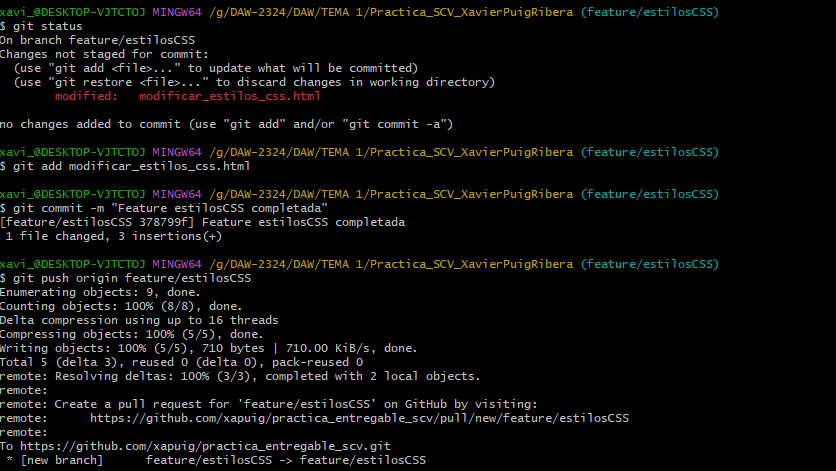 xavi_@DESKTOP-VJTCTOJ MINGW64 /g/DAW-2324/DAW/TEMA 1/Practica_SCV_XavierPuigRibera (feature/estilosCSS)
$ git status
On branch feature/estilosCSS
Changes not staged for commit:
  (use "git add <file>..." to update what will be committed)
  (use "git restore <file>..." to discard changes in working directory)
        modified:   modificar_estilos_css.html

no changes added to commit (use "git add" and/or "git commit -a")

xavi_@DESKTOP-VJTCTOJ MINGW64 /g/DAW-2324/DAW/TEMA 1/Practica_SCV_XavierPuigRibera (feature/estilosCSS)
$ git add modificar_estilos_css.html

xavi_@DESKTOP-VJTCTOJ MINGW64 /g/DAW-2324/DAW/TEMA 1/Practica_SCV_XavierPuigRibera (feature/estilosCSS)
$ git commit -m "Feature estilosCSS completada"
[feature/estilosCSS 378799f] Feature estilosCSS completada
 1 file changed, 3 insertions(+)

xavi_@DESKTOP-VJTCTOJ MINGW64 /g/DAW-2324/DAW/TEMA 1/Practica_SCV_XavierPuigRibera (feature/estilosCSS)
$ git push origin feature/estilosCSS
Enumerating objects: 9, done.
Counting objects: 100% (8/8), done.
Delta compression using up to 16 threads
Compressing objects: 100% (5/5), done.
Writing objects: 100% (5/5), 710 bytes | 710.00 KiB/s, done.
Total 5 (delta 3), reused 0 (delta 0), pack-reused 0
remote: Resolving deltas: 100% (3/3), completed with 2 local objects.
remote:
remote: Create a pull request for 'feature/estilosCSS' on GitHub by visiting:
remote:      https://github.com/xapuig/practica_entregable_scv/pull/new/feature/estilosCSS
remote:
To https://github.com/xapuig/practica_entregable_scv.git
 * [new branch]      feature/estilosCSS -> feature/estilosCSS